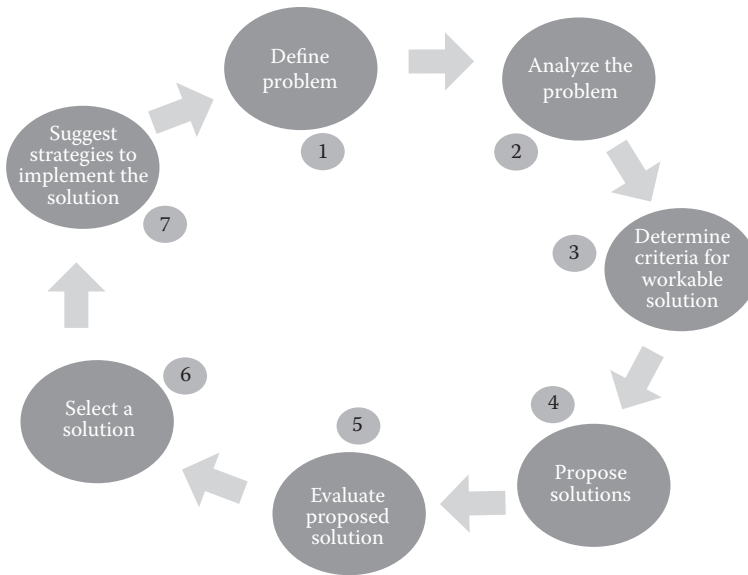 Define
problem
1
Analyze the
problem
2
Determine
criteria for
workable
solution
3
Propose
solutions
4
Evaluate
proposed
solution
5
Select a
solution
6
Suggest
strategies to
implement the
solution
7